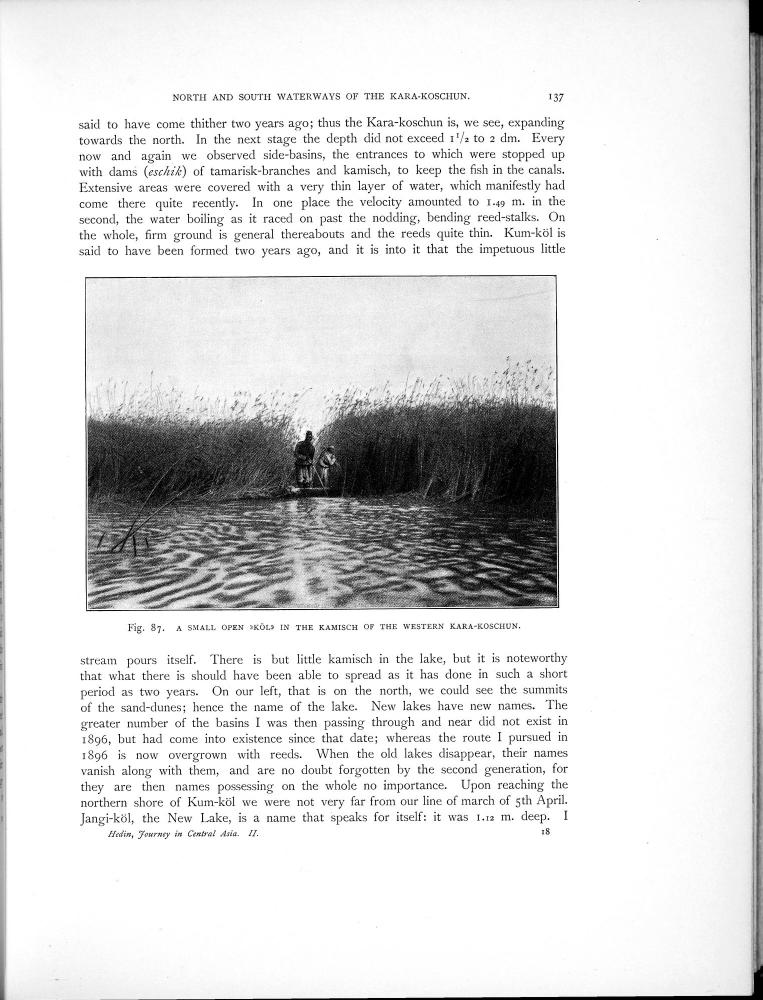 NORTH AND SOUTH WATERWAYS OF THE KARA-KOSCHUN. 137
said to have come thither two years ago; thus the Kara-koschun is, we see, expanding
towards the north. In the next stage the depth did not exceed 1¹/₂ to 2 dm. Every
now and again we observed side-basins, the entrances to which were stopped up
with dams (eschik) of tamarisk-branches and kamisch, to keep the fish in the canals.
Extensive areas were covered with a very thin layer of water, which manifestly had
come there quite recently. In one place the velocity amounted to 1.49 m. in the
second, the water boiling as it raced on past the nodding, bending reed-stalks. On
the whole, firm ground is general thereabouts and the reeds quite thin. Kum-köl is
said to have been formed two years ago, and it is into it that the impetuous little
Fig. 87. A SMALL OPEN »KÖL» IN THE KAMISCH OF THE WESTERN KARA-KOSCHUN.
stream pours itself. There is but little kamisch in the lake, but it is noteworthy
that what there is should have been able to spread as it has done in such a short
period as two years. On our left, that is on the north, we could see the summits
of the sand-dunes; hence the name of the lake. New lakes have new names. The
greater number of the basins I was then passing through and near did not exist in
1896, but had come into existence since that date; whereas the route I pursued in
1896 is now overgrown with reeds. When the old lakes disappear, their names
vanish along with them, and are no doubt forgotten by the second generation, for
they are then names possessing on the whole no importance. Upon reaching the
northern shore of Kum-köl we were not very far from our line of march of 5th April.
Jangi-köl, the New Lake, is a name that speaks for itself: it was 1.12 m. deep. I
Hedin, Journey in Central Asia. II. 18